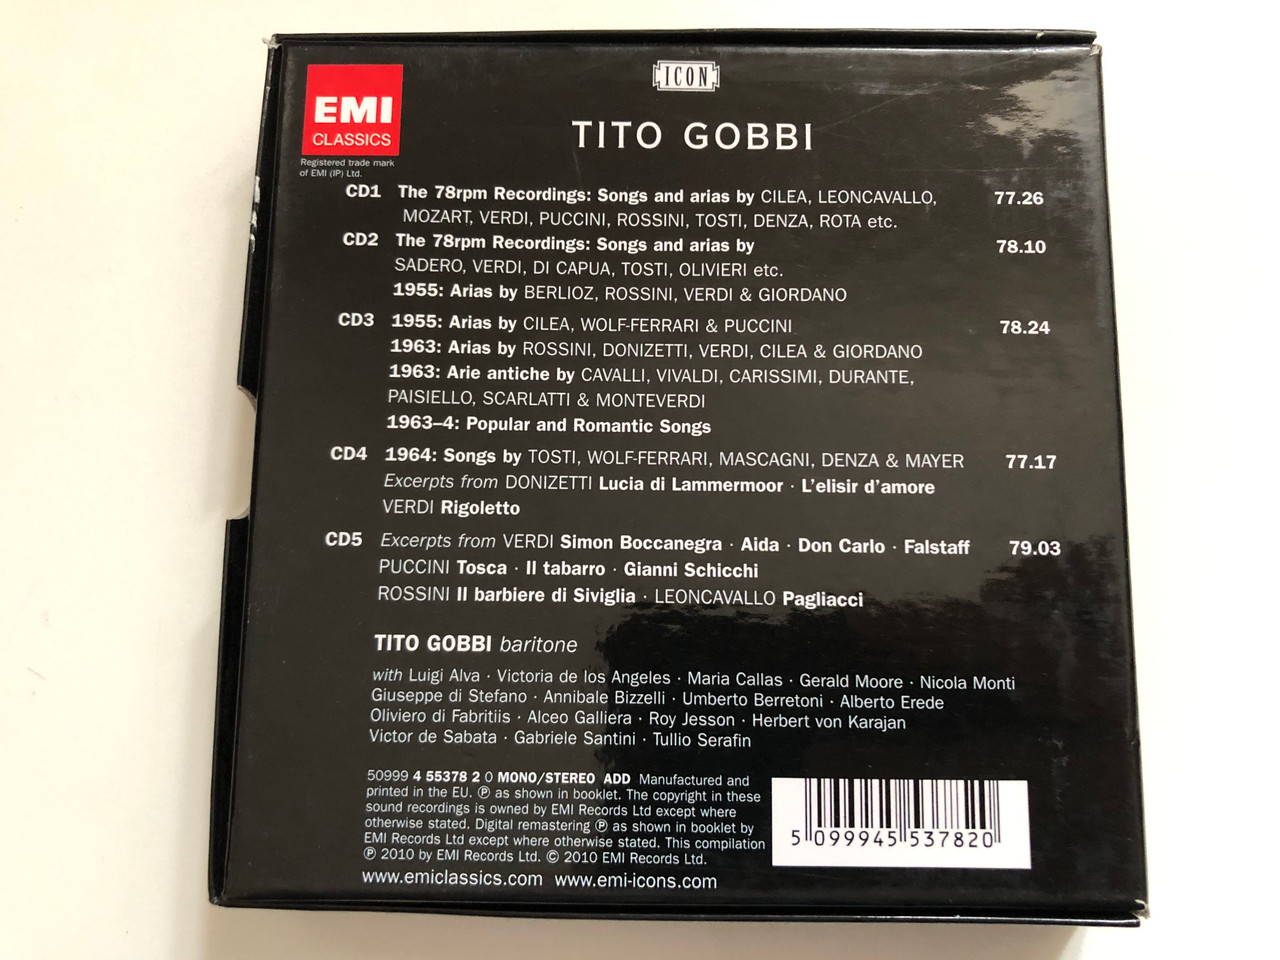 ICON
EMI
CLASSICS
Registered trade mark
of EMI (IP) Ltd.
TITO GOBBI
CD1 The 78rpm Recordings: Songs and arias by CILEA, LEONCAVALLO, 77.26
MOZART, VERDI, PUCCINI, ROSSINI, TOSTI, DENZA, ROTA etc.
CD2 The 78rpm Recordings: Songs and arias by 78.10
SADERO, VERDI, DI CAPUA, TOSTI, OLIVIERI etc.
1955: Arias by BERLIOZ, ROSSINI, VERDI & GIORDANO
CD3 1955: Arias by CILEA, WOLF-FERRARI & PUCCINI 78.24
1963: Arias by ROSSINI, DONIZETTI, VERDI, CILEA & GIORDANO
1963: Arie antiche by CAVALLI, VIVALDI, CARISSIMI, DURANTE,
PAISIELLO, SCARLATTI & MONTEVERDI
1963–4: Popular and Romantic Songs
CD4 1964: Songs by TOSTI, WOLF-FERRARI, MASCAGNI, DENZA & MAYER 77.17
Excerpts from DONIZETTI Lucia di Lammermoor · L'elisir d'amore
VERDI Rigoletto
CD5 Excerpts from VERDI Simon Boccanegra · Aida · Don Carlo · Falstaff 79.03
PUCCINI Tosca · Il tabarro · Gianni Schicchi
ROSSINI Il barbiere di Siviglia · LEONCAVALLO Pagliacci
TITO GOBBI baritone
with Luigi Alva · Victoria de los Angeles · Maria Callas · Gerald Moore · Nicola Monti
Giuseppe di Stefano · Annibale Bizzelli · Umberto Berretoni · Alberto Erede
Oliviero di Fabritiis · Alceo Galliera · Roy Jesson · Herbert von Karajan
Victor de Sabata · Gabriele Santini · Tullio Serafin
50999 4 55378 2 0 MONO/STEREO ADD Manufactured and
printed in the EU. ℗ as shown in booklet. The copyright in these
sound recordings is owned by EMI Records Ltd except where
otherwise stated. Digital remastering ℗ as shown in booklet by
EMI Records Ltd except where otherwise stated. This compilation
℗ 2010 by EMI Records Ltd. © 2010 EMI Records Ltd.
www.emiclassics.com www.emi-icons.com
5 099945 537820